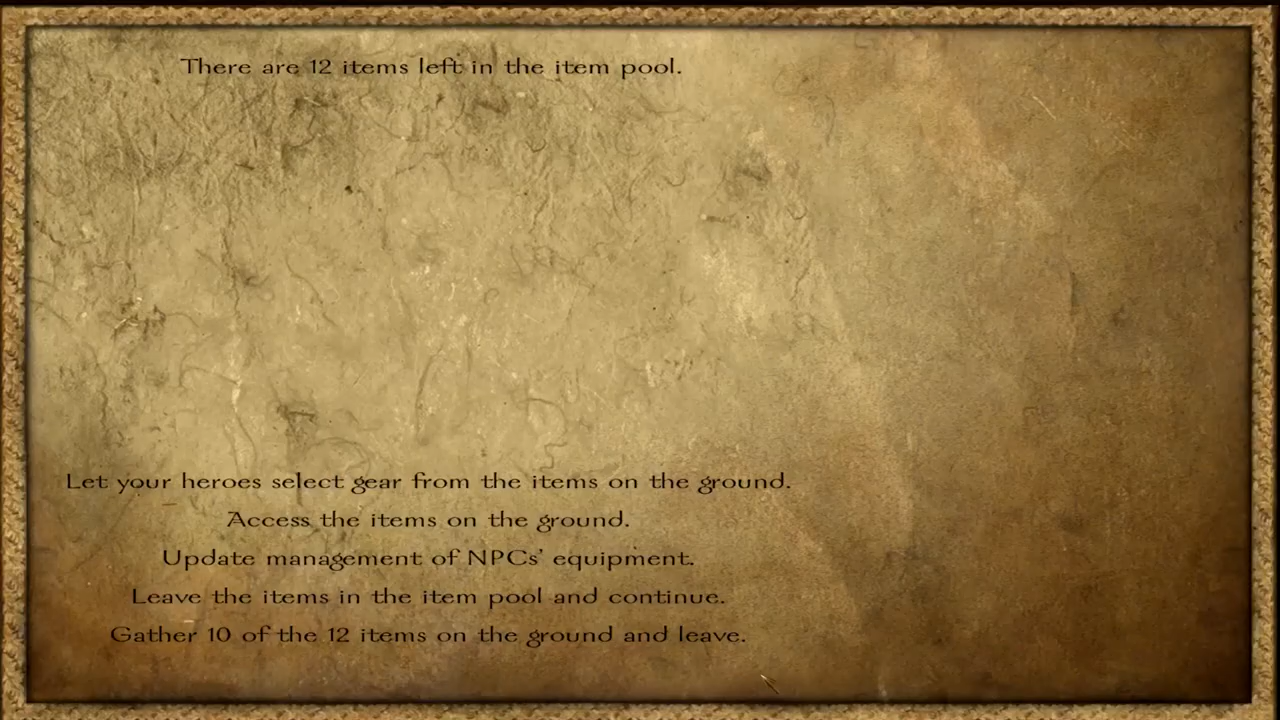 There are 12 items left in the item pool.
Let your heroes select gear from the items on the ground.
Access the items on the ground.
Update management of NPCs' equipment.
Leave the items in the item pool and continue.
Gather 10 of the 12 items on the ground and leave.